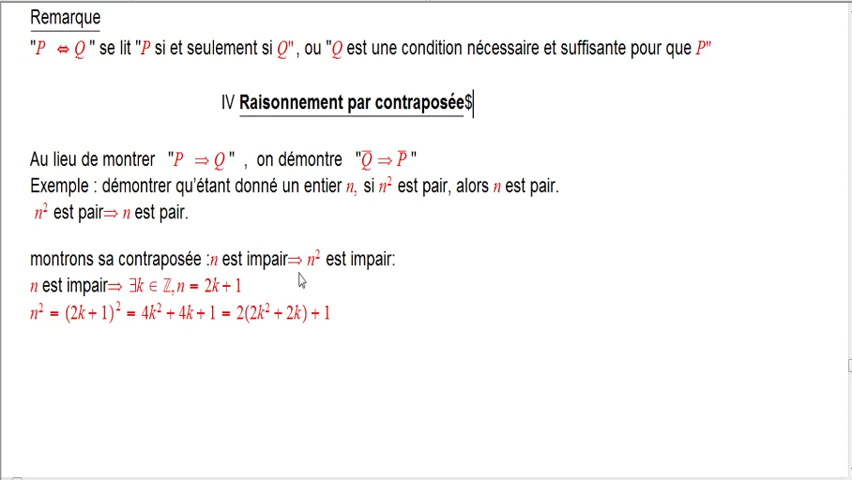 Remarque
"P ⇔ Q " se lit "P si et seulement si Q", ou "Q est une condition nécessaire et suffisante pour que P"
IV Raisonnement par contraposée$
Au lieu de montrer "P ⇒ Q " , on démontre "Q̅ ⇒ P̅ "
Exemple : démontrer qu'étant donné un entier n, si n² est pair, alors n est pair.
n² est pair⇒ n est pair.
montrons sa contraposée :n est impair⇒ n² est impair:
n est impair⇒ ∃k ∈ ℤ, n = 2k + 1
n² = (2k + 1)² = 4k² + 4k + 1 = 2(2k² + 2k) + 1